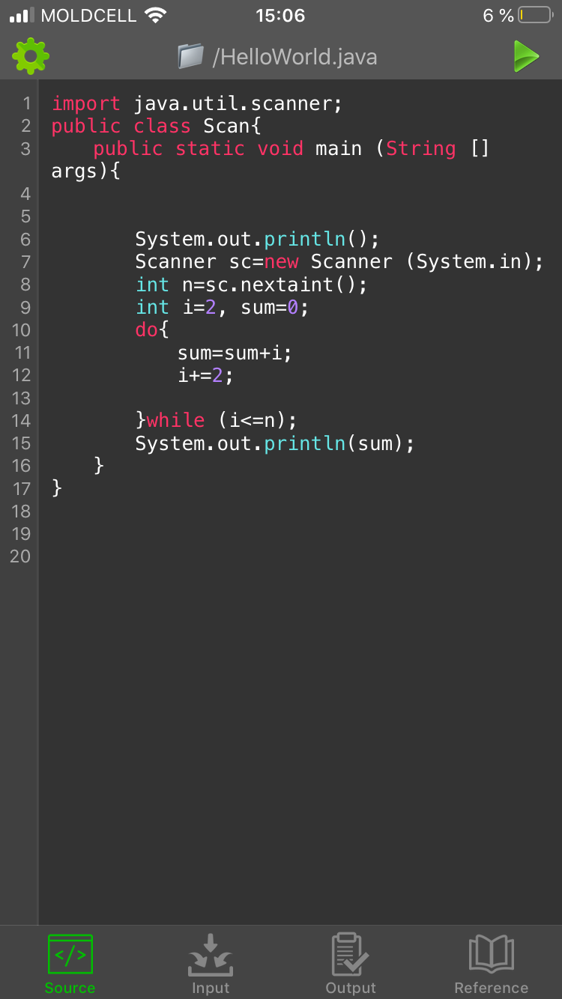 MOLDCELL 15:06 6 %
/HelloWorld.java
1 import java.util.scanner;
2 public class Scan{
3 public static void main (String []
args){
4
5
6 System.out.println();
7 Scanner sc=new Scanner (System.in);
8 int n=sc.nextaint();
9 int i=2, sum=0;
10 do{
11 sum=sum+i;
12 i+=2;
13
14 }while (i<=n);
15 System.out.println(sum);
16 }
17 }
18
19
20
</>
Source Input Output Reference